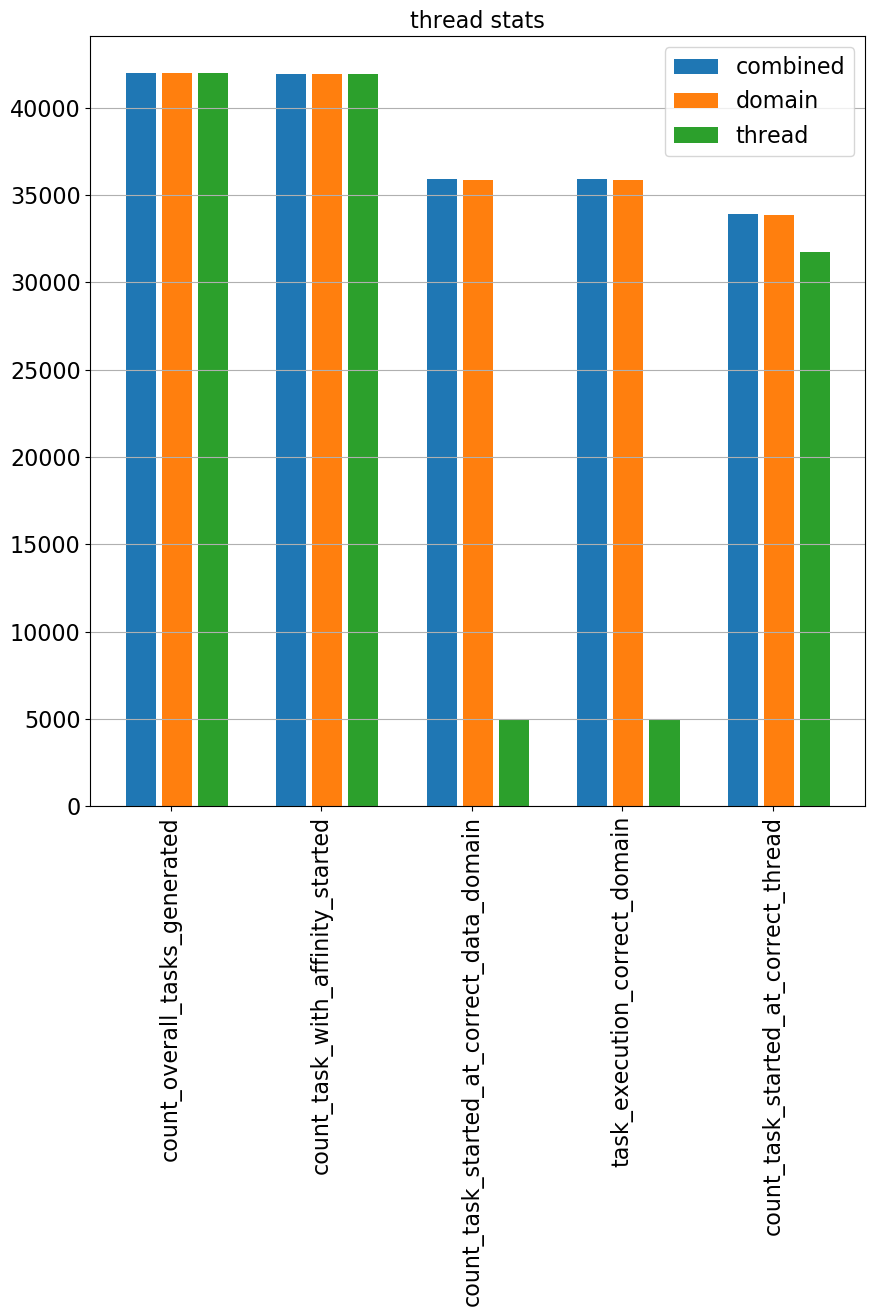 thread stats
combined
domain
thread
40000
35000
30000
25000
20000
15000
10000
5000
0
count_overall_tasks_generated
count_task_with_affinity_started
count_task_started_at_correct_data_domain
task_execution_correct_domain
count_task_started_at_correct_thread